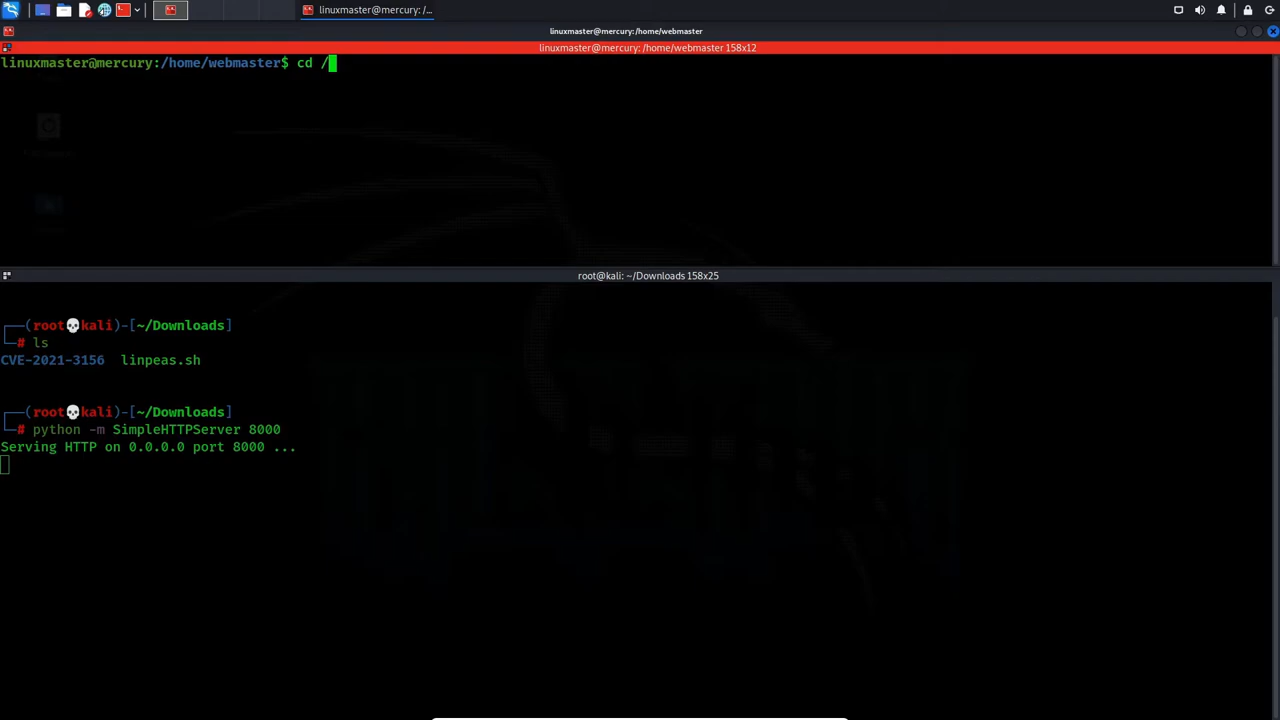 linuxmaster@mercury: /...
linuxmaster@mercury: /home/webmaster
linuxmaster@mercury: /home/webmaster 158x12
linuxmaster@mercury:/home/webmaster$ cd /
root@kali: ~/Downloads 158x25
┌──(root💀kali)-[~/Downloads]
└─# ls
CVE-2021-3156  linpeas.sh
┌──(root💀kali)-[~/Downloads]
└─# python -m SimpleHTTPServer 8000
Serving HTTP on 0.0.0.0 port 8000 ...